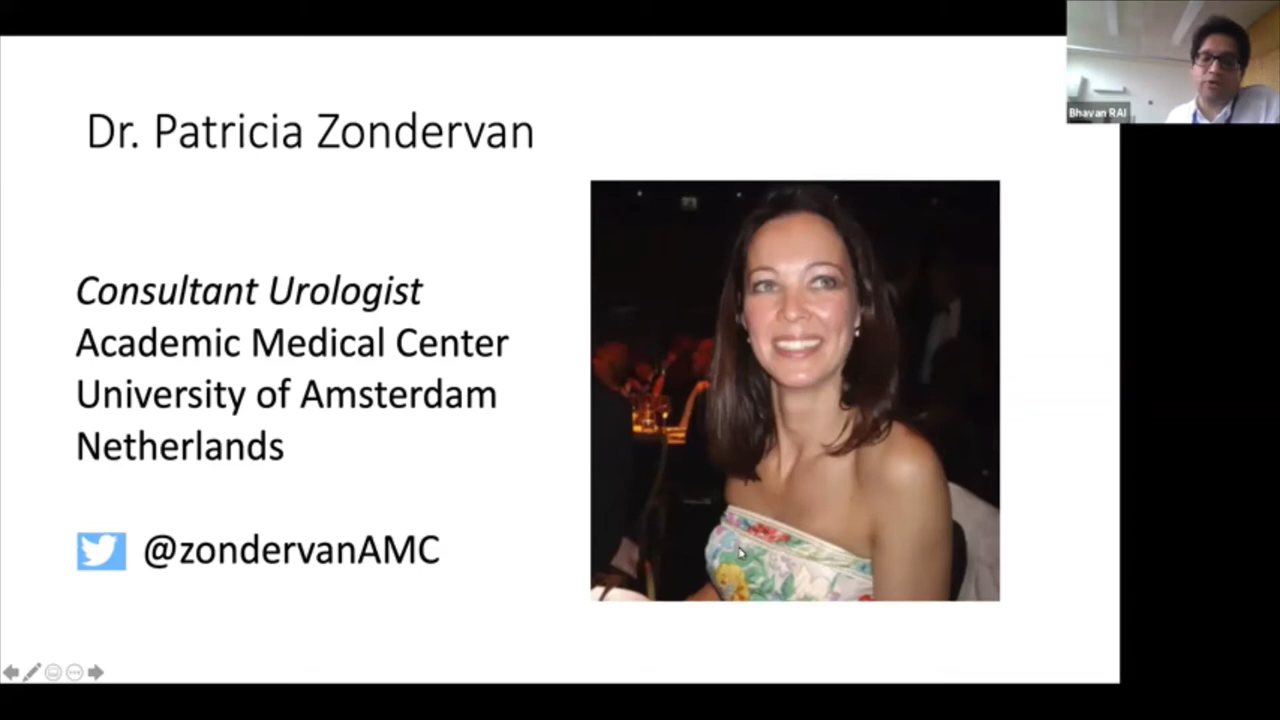 Dr. Patricia Zondervan
Consultant Urologist
Academic Medical Center
University of Amsterdam
Netherlands
@zondervanAMC
Bhavan RAI